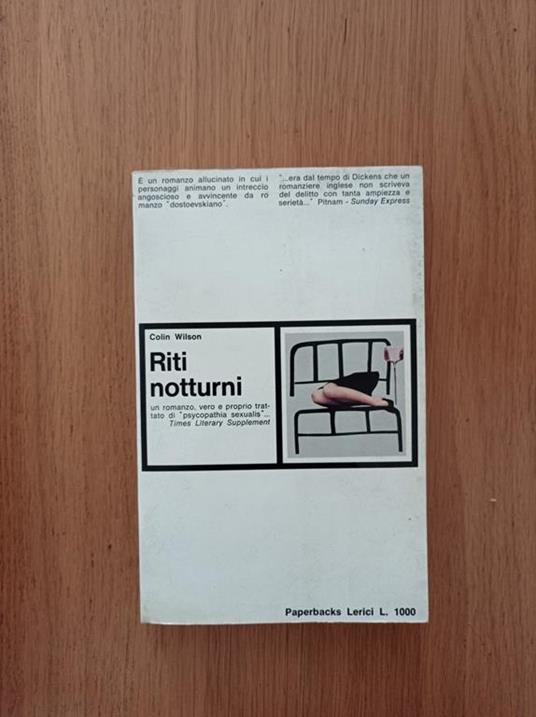 È un romanzo allucinato in cui i
personaggi animano un intreccio
angoscioso e avvincente da ro
manzo "dostoevskiano".
"...era dal tempo di Dickens che un
romanziere inglese non scriveva
del delitto con tanta ampiezza e
serietà..." Pitnam - Sunday Express
Colin Wilson
Riti
notturni
un romanzo, vero e proprio trat-
tato di "psycopathia sexualis"...
Times Literary Supplement
Paperbacks Lerici L. 1000